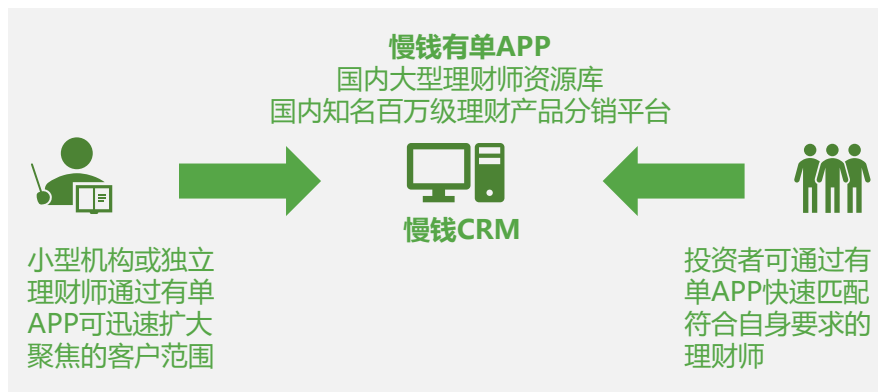 慢钱有单APP
国内大型理财师资源库
国内知名百万级理财产品分销平台
慢钱CRM
小型机构或独立
理财师通过有单
APP可迅速扩大
聚焦的客户范围
投资者可通过有
单APP快速匹配
符合自身要求的
理财师